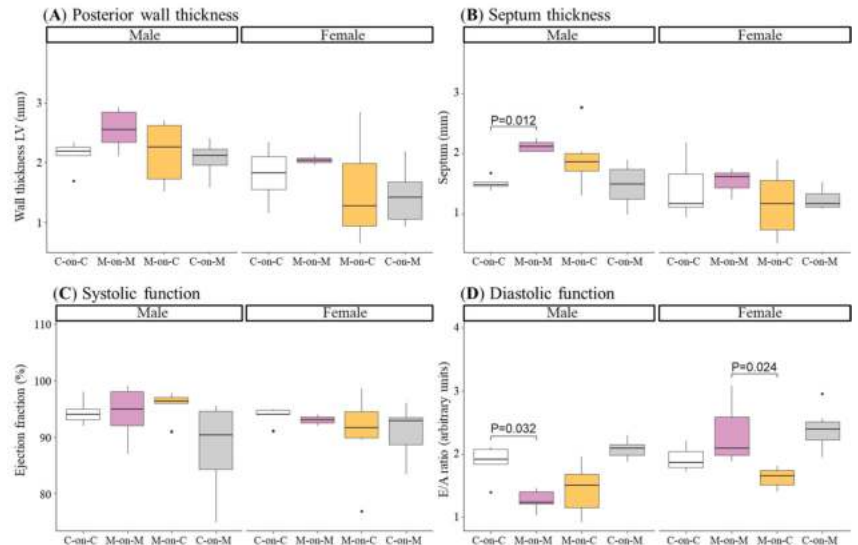 (A) Posterior wall thickness
Male Female
Wall thickness LV (mm)
3
2
1
C-on-C M-on-M M-on-C C-on-M C-on-C M-on-M M-on-C C-on-M
(B) Septum thickness
Male Female
Septum (mm)
3
2
1
P=0.012
C-on-C M-on-M M-on-C C-on-M C-on-C M-on-M M-on-C C-on-M
(C) Systolic function
Male Female
Ejection fraction (%)
110
100
90
80
C-on-C M-on-M M-on-C C-on-M C-on-C M-on-M M-on-C C-on-M
(D) Diastolic function
Male Female
E/A ratio (arbitrary units)
4
3
2
1
P=0.032
P=0.024
C-on-C M-on-M M-on-C C-on-M C-on-C M-on-M M-on-C C-on-M